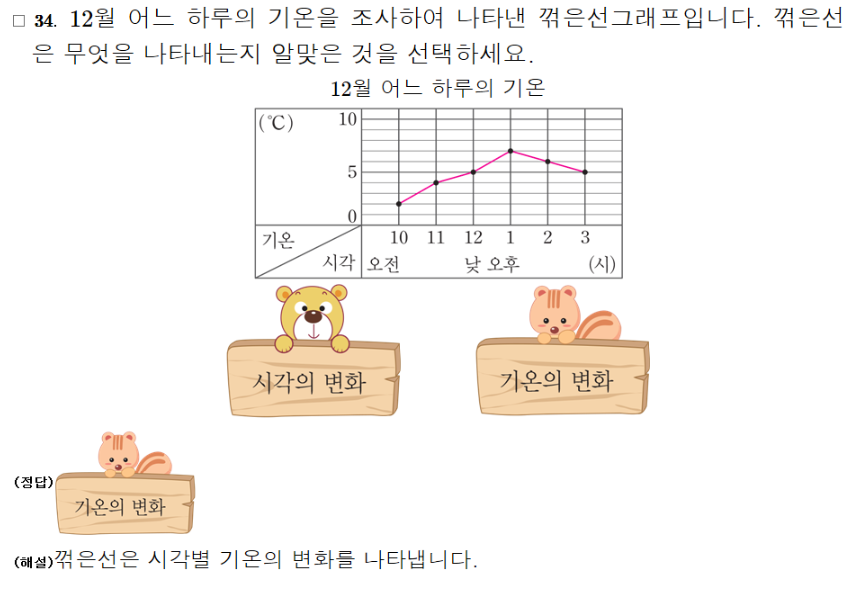 □ 34. 12월 어느 하루의 기온을 조사하여 나타낸 꺾은선그래프입니다. 꺾은선
은 무엇을 나타내는지 알맞은 것을 선택하세요.
12월 어느 하루의 기온
(℃) 10
5
0
기온 10 11 12 1 2 3
시각 오전 낮 오후 (시)
시각의 변화 기온의 변화
(정답) 기온의 변화
(해설)꺾은선은 시각별 기온의 변화를 나타냅니다.